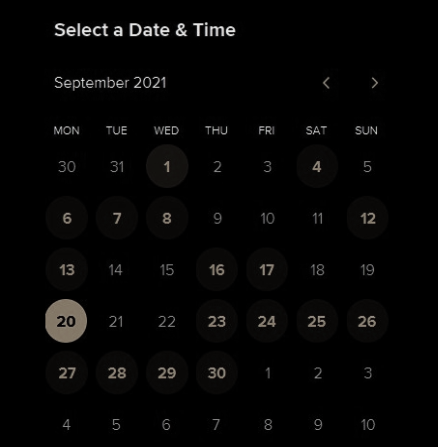 Select a Date & Time
September 2021
MON TUE WED THU FRI SAT SUN
30 31 1 2 3 4 5
6 7 8 9 10 11 12
13 14 15 16 17 18 19
20 21 22 23 24 25 26
27 28 29 30 1 2 3
4 5 6 7 8 9 10